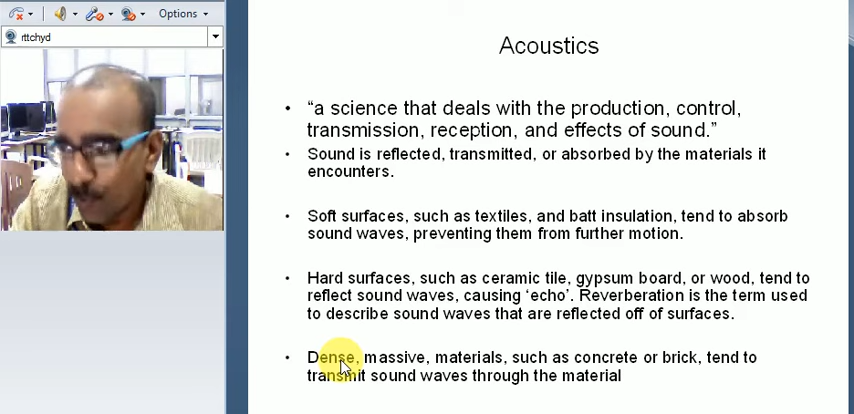 Options
rttchyd
Acoustics
• “a science that deals with the production, control,
transmission, reception, and effects of sound.”
• Sound is reflected, transmitted, or absorbed by the materials it
encounters.
• Soft surfaces, such as textiles, and batt insulation, tend to absorb
sound waves, preventing them from further motion.
• Hard surfaces, such as ceramic tile, gypsum board, or wood, tend to
reflect sound waves, causing ‘echo’. Reverberation is the term used
to describe sound waves that are reflected off of surfaces.
• Dense, massive, materials, such as concrete or brick, tend to
transmit sound waves through the material